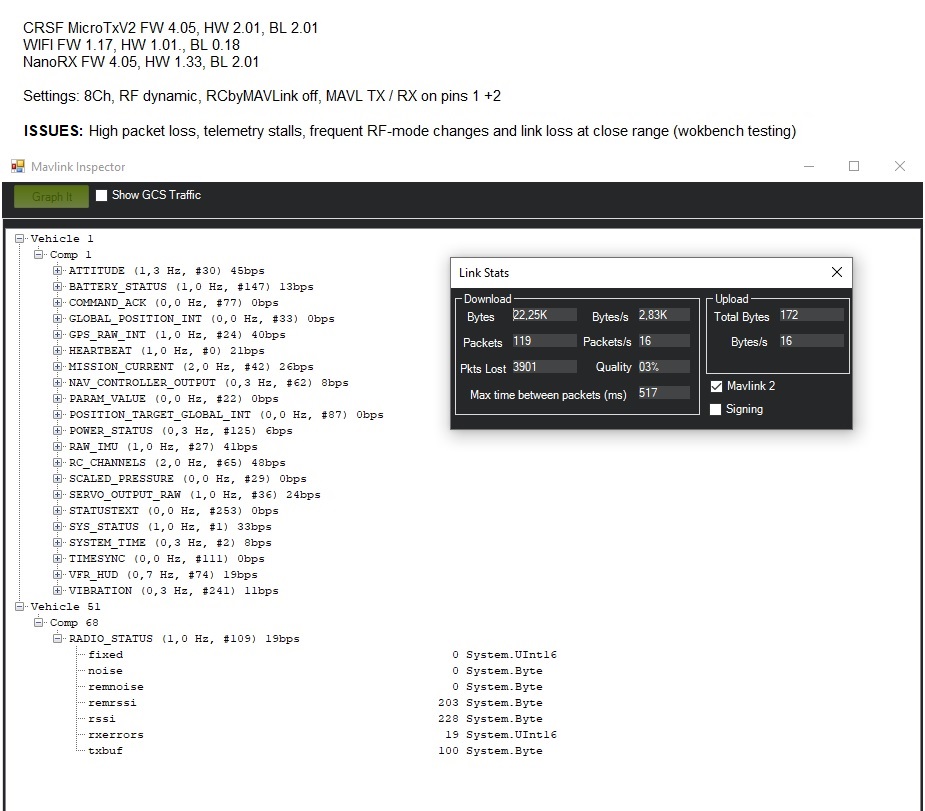 CRSF MicroTxV2 FW 4.05, HW 2.01, BL 2.01
WIFI FW 1.17, HW 1.01., BL 0.18
NanoRX FW 4.05, HW 1.33, BL 2.01
Settings: 8Ch, RF dynamic, RCbyMAVLink off, MAVL TX / RX on pins 1 +2
ISSUES: High packet loss, telemetry stalls, frequent RF-mode changes and link loss at close range (wokbench testing)
Mavlink Inspector
Graph It Show GCS Traffic
Vehicle 1
Comp 1
ATTITUDE (1,3 Hz, #30) 45bps
BATTERY_STATUS (1,0 Hz, #147) 13bps
COMMAND_ACK (0,0 Hz, #77) 0bps
GLOBAL_POSITION_INT (0,0 Hz, #33) 0bps
GPS_RAW_INT (1,0 Hz, #24) 40bps
HEARTBEAT (1,0 Hz, #0) 21bps
MISSION_CURRENT (2,0 Hz, #42) 26bps
NAV_CONTROLLER_OUTPUT (0,3 Hz, #62) 8bps
PARAM_VALUE (0,0 Hz, #22) 0bps
POSITION_TARGET_GLOBAL_INT (0,0 Hz, #87) 0bps
POWER_STATUS (0,3 Hz, #125) 6bps
RAW_IMU (1,0 Hz, #27) 41bps
RC_CHANNELS (2,0 Hz, #65) 48bps
SCALED_PRESSURE (0,0 Hz, #29) 0bps
SERVO_OUTPUT_RAW (1,0 Hz, #36) 24bps
STATUSTEXT (0,0 Hz, #253) 0bps
SYS_STATUS (1,0 Hz, #1) 33bps
SYSTEM_TIME (0,3 Hz, #2) 8bps
TIMESYNC (0,0 Hz, #111) 0bps
VFR_HUD (0,7 Hz, #74) 19bps
VIBRATION (0,3 Hz, #241) 11bps
Vehicle 51
Comp 68
RADIO_STATUS (1,0 Hz, #109) 19bps
fixed 0 System.UInt16
noise 0 System.Byte
remnoise 0 System.Byte
remrssi 203 System.Byte
rssi 228 System.Byte
rxerrors 19 System.UInt16
txbuf 100 System.Byte
Link Stats
Download
Bytes 22,25K Bytes/s 2,83K
Packets 119 Packets/s 16
Pkts Lost 3901 Quality 03%
Max time between packets (ms) 517
Upload
Total Bytes 172
Bytes/s 16
Mavlink 2
Signing